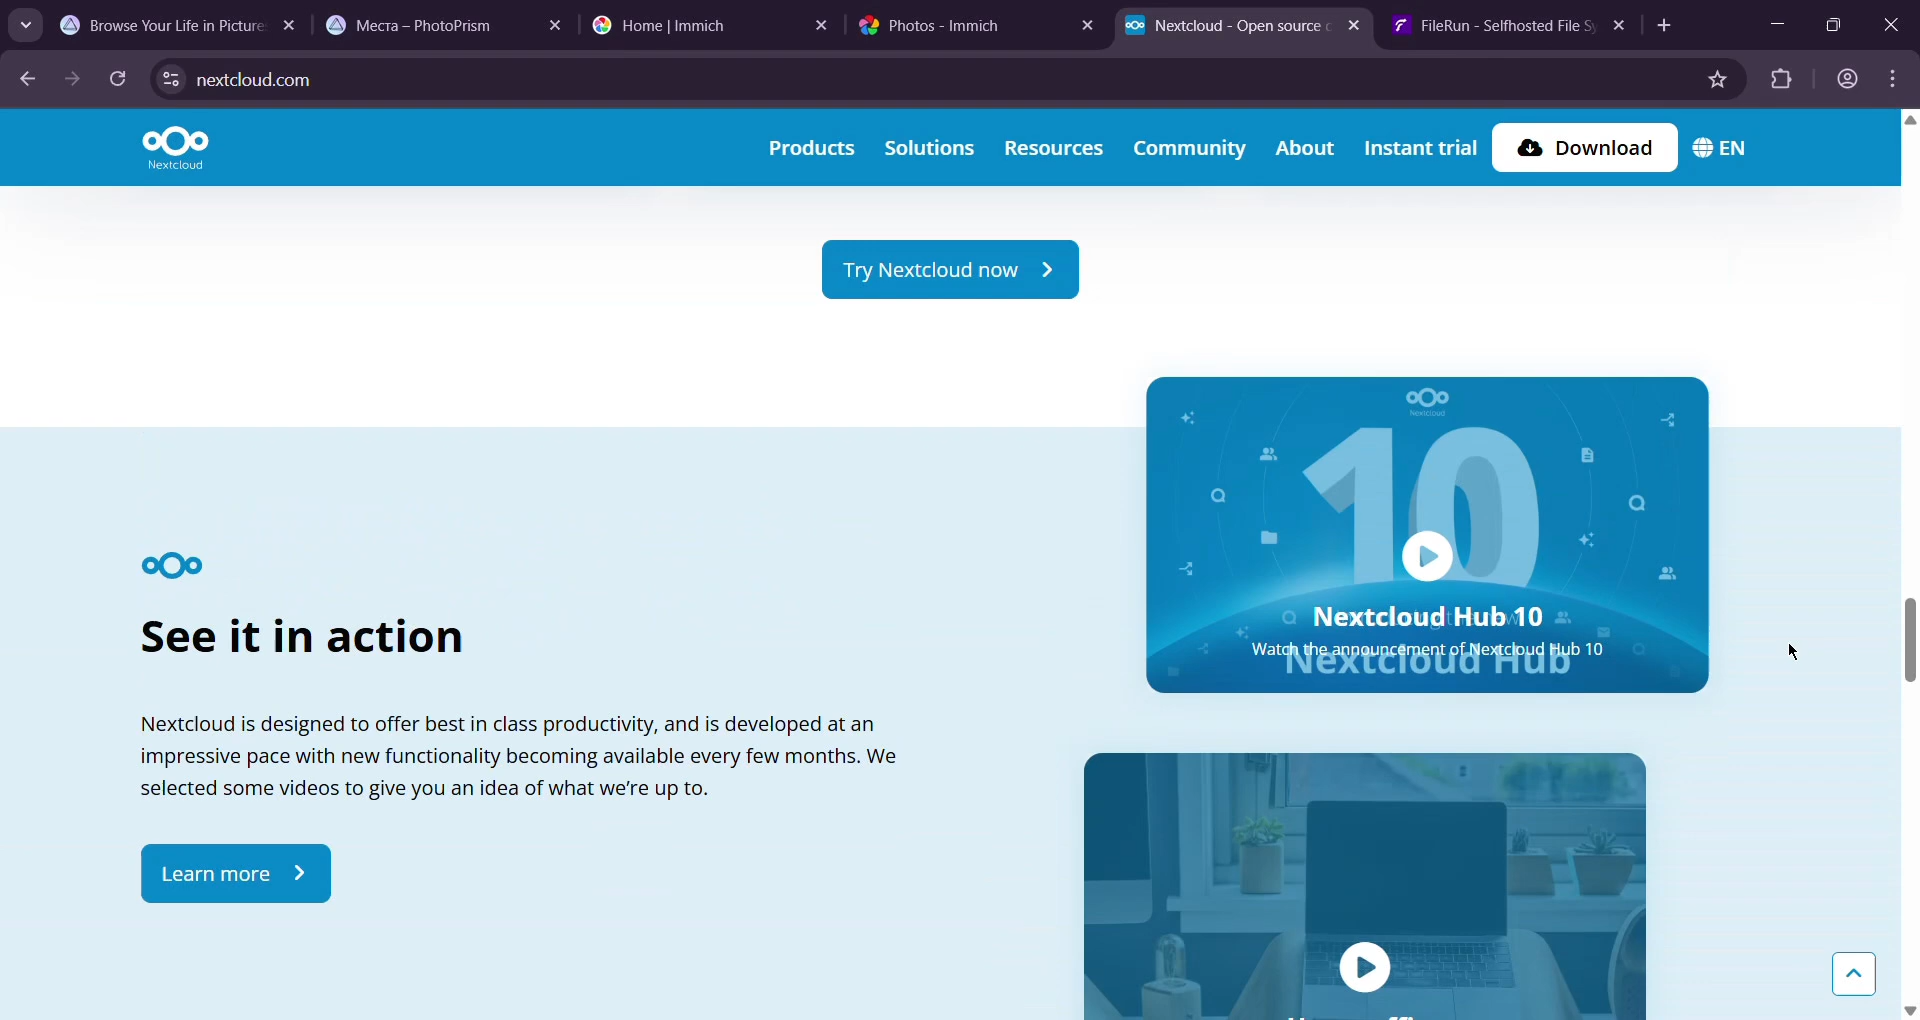 Browse Your Life in Picture
Места – PhotoPrism
Home | Immich
Photos - Immich
Nextcloud - Open source c
FileRun - Selfhosted File Sy
nextcloud.com
Nextcloud
Products
Solutions
Resources
Community
About
Instant trial
Download
EN
Try Nextcloud now
Nextcloud
10
Nextcloud Hub 10
Watch the announcement of Nextcloud Hub 10
Nextcloud Hub
See it in action
Nextcloud is designed to offer best in class productivity, and is developed at an
impressive pace with new functionality becoming available every few months. We
selected some videos to give you an idea of what we're up to.
Learn more